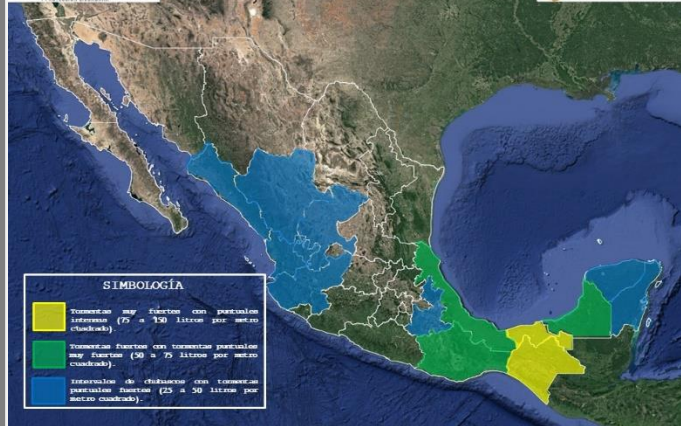 SIMBOLOGÍA
Tormentas muy fuertes con puntuales
intensas (75 a 150 litros por metro
cuadrado).
Tormentas fuertes con tormentas puntuales
muy fuertes (50 a 75 litros por metro
cuadrado).
Intervalos de chubascos con tormentas
puntuales fuertes (25 a 50 litros por
metro cuadrado).